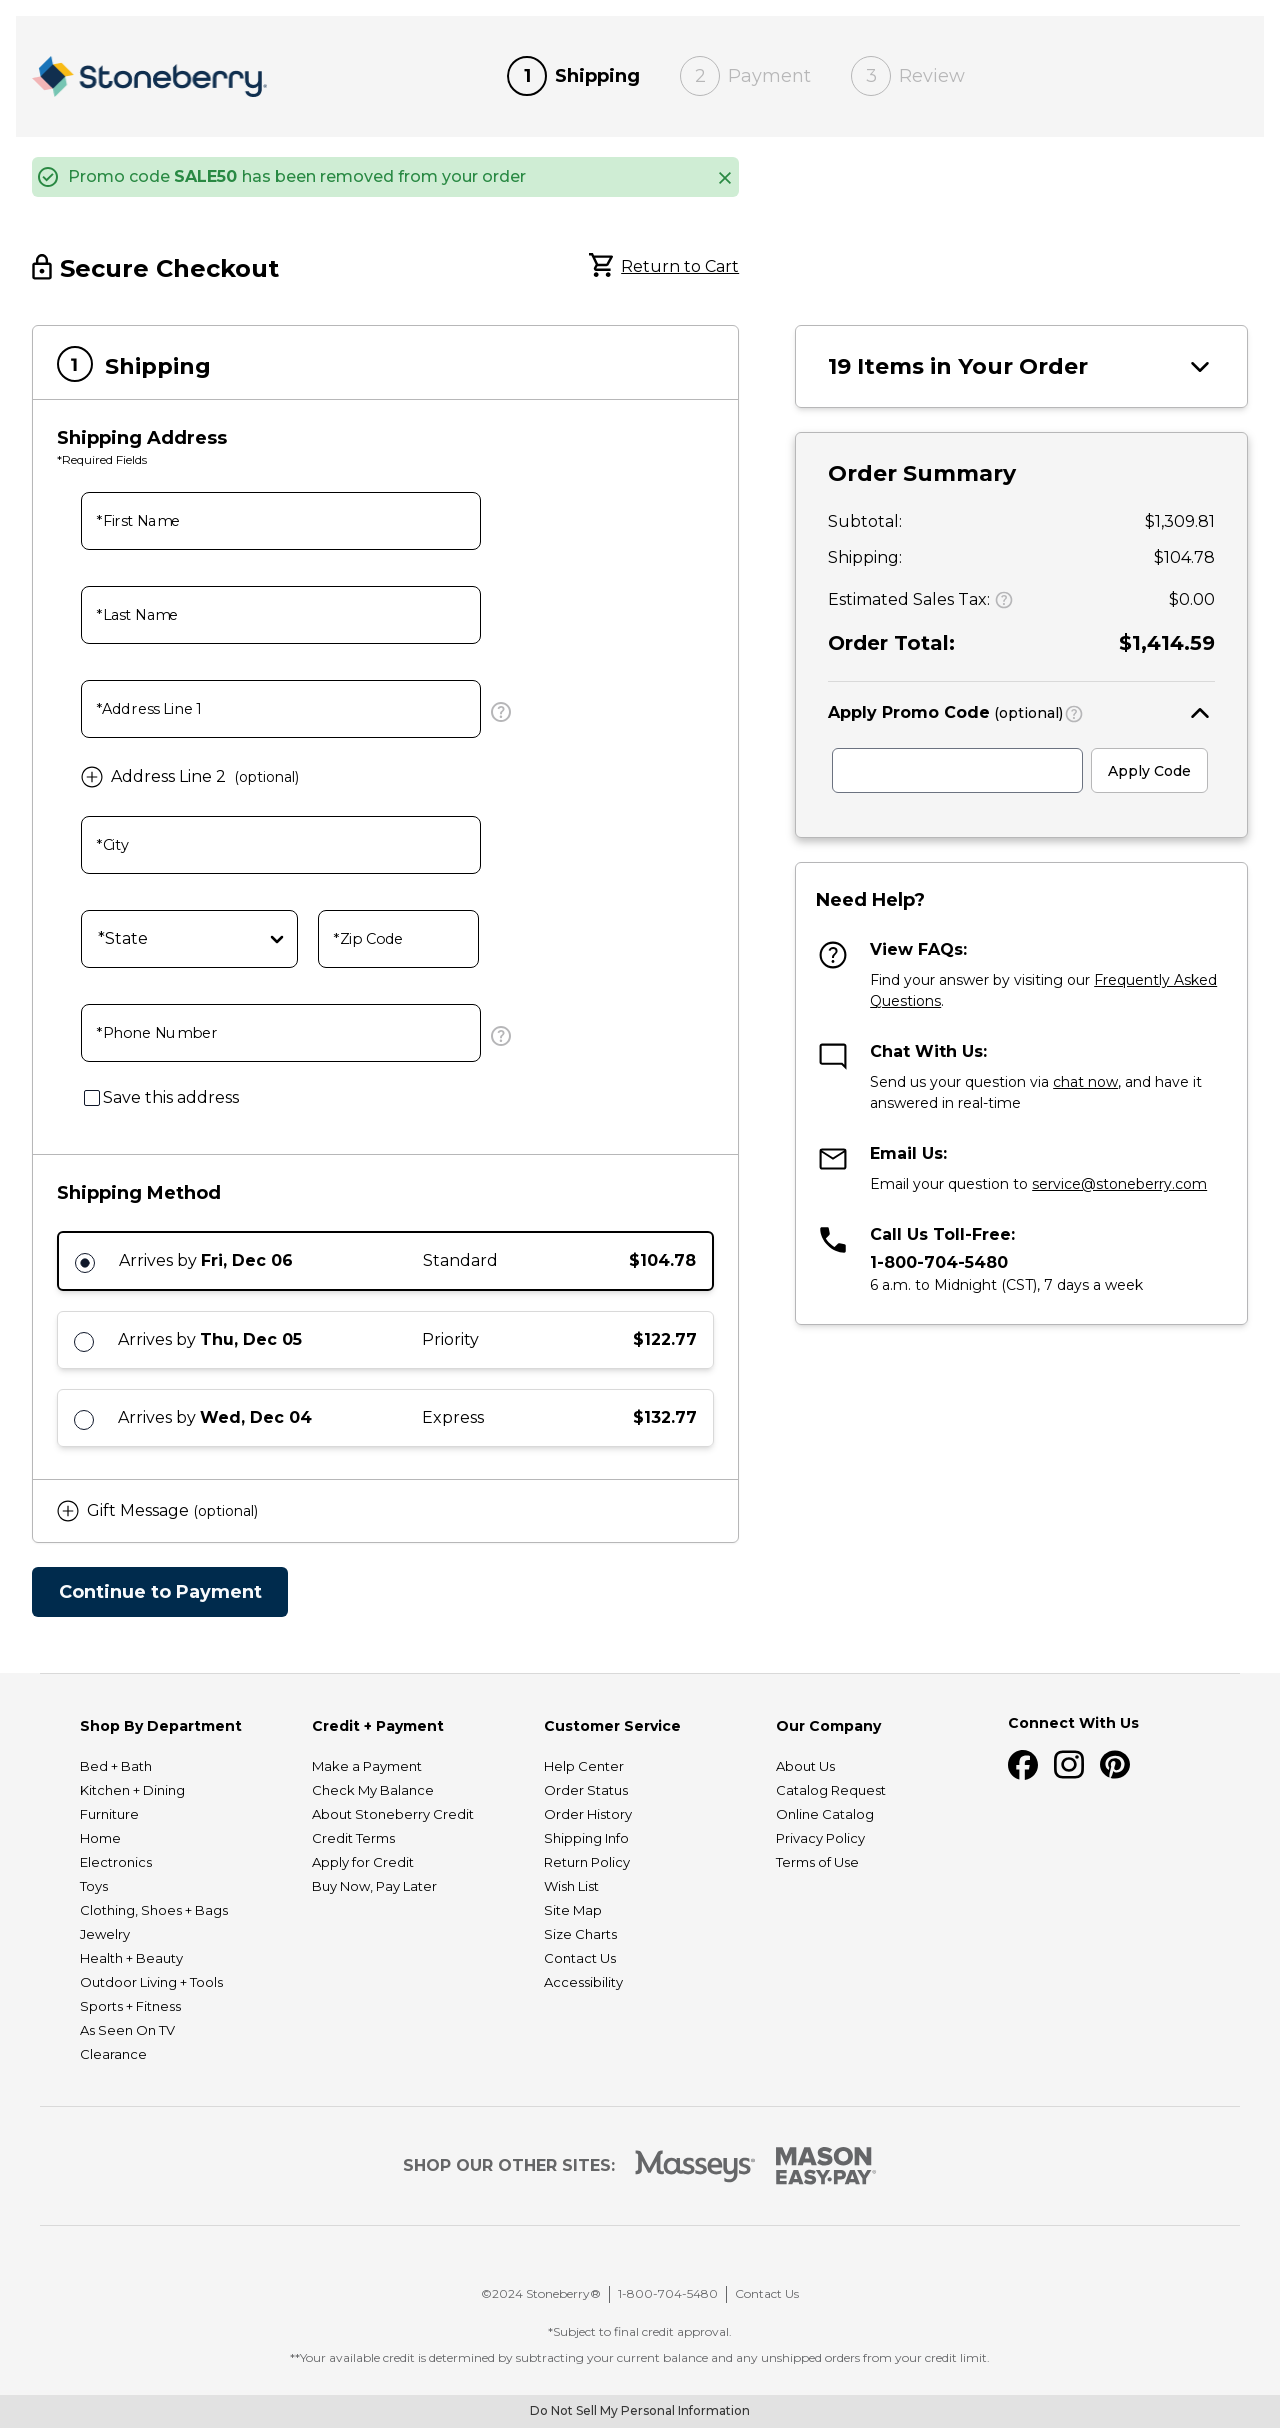 Stoneberry.
1 Shipping
2 Payment
3 Review
Promo code SALE50 has been removed from your order
Secure Checkout
Return to Cart
1 Shipping
Shipping Address
*Required Fields
*First Name
*Last Name
*Address Line 1
Address Line 2 (optional)
*City
*State
*Zip Code
*Phone Number
Save this address
Shipping Method
Arrives by Fri, Dec 06 Standard $104.78
Arrives by Thu, Dec 05 Priority $122.77
Arrives by Wed, Dec 04 Express $132.77
Gift Message (optional)
Continue to Payment
19 Items in Your Order
Order Summary
Subtotal: $1,309.81
Shipping: $104.78
Estimated Sales Tax: ? $0.00
Order Total: $1,414.59
Apply Promo Code (optional) ?
Apply Code
Need Help?
View FAQs:
Find your answer by visiting our Frequently Asked
Questions.
Chat With Us:
Send us your question via chat now, and have it
answered in real-time
Email Us:
Email your question to service@stoneberry.com
Call Us Toll-Free:
1-800-704-5480
6 a.m. to Midnight (CST), 7 days a week
Shop By Department
Bed + Bath
Kitchen + Dining
Furniture
Home
Electronics
Toys
Clothing, Shoes + Bags
Jewelry
Health + Beauty
Outdoor Living + Tools
Sports + Fitness
As Seen On TV
Clearance
Credit + Payment
Make a Payment
Check My Balance
About Stoneberry Credit
Credit Terms
Apply for Credit
Buy Now, Pay Later
Customer Service
Help Center
Order Status
Order History
Shipping Info
Return Policy
Wish List
Site Map
Size Charts
Contact Us
Accessibility
Our Company
About Us
Catalog Request
Online Catalog
Privacy Policy
Terms of Use
Connect With Us
SHOP OUR OTHER SITES:
Masseys
MASON
EASY•PAY
©2024 Stoneberry® | 1-800-704-5480 | Contact Us
*Subject to final credit approval.
**Your available credit is determined by subtracting your current balance and any unshipped orders from your credit limit.
Do Not Sell My Personal Information